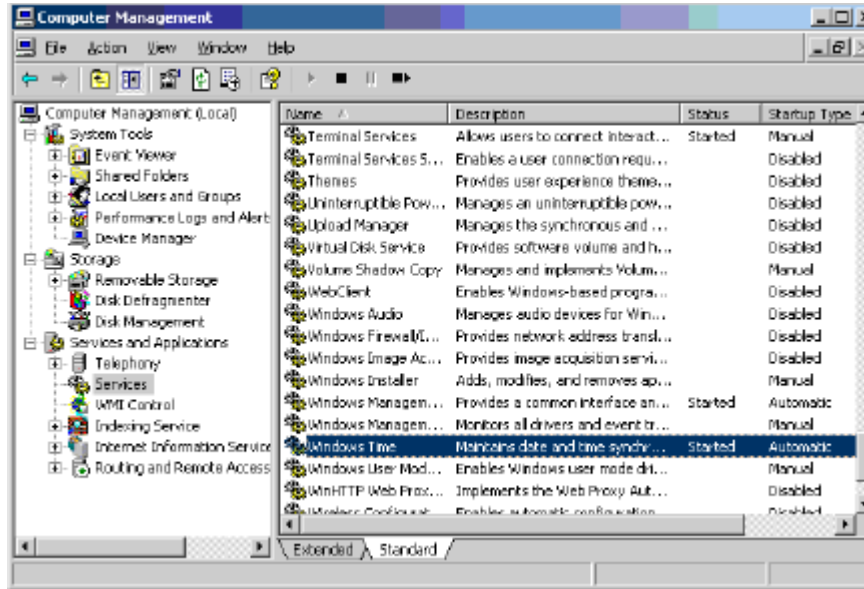 Computer Management
File Action View Window Help
Computer Management (Local)
System Tools
Event Viewer
Shared Folders
Local Users and Groups
Performance Logs and Alert
Device Manager
Storage
Removable Storage
Disk Defragmenter
Disk Management
Services and Applications
Telephony
Services
WMI Control
Indexing Service
Internet Information Service
Routing and Remote Access
Name Description Status Startup Type
Terminal Services Allows users to connect interact... Started Manual
Terminal Services S... Enables a user connection requ... Disabled
Themes Provides user experience theme... Disabled
Uninterruptible Pow... Manages an uninterruptible pow... Disabled
Upload Manager Manages the synchronous and ... Disabled
Virtual Disk Service Provides software volume and h... Disabled
Volume Shadow Copy Manages and implements Volum... Manual
WebClient Enables Windows-based progra... Disabled
Windows Audio Manages audio devices for Win... Disabled
Windows Firewall/I... Provides network address transl... Disabled
Windows Image Ac... Provides image acquisition servi... Disabled
Windows Installer Adds, modifies, and removes ap... Manual
Windows Managem... Provides a common interface an... Started Automatic
Windows Managem... Monitors all drivers and event tr... Manual
Windows Time Maintains date and time synchr... Started Automatic
Windows User Mod... Enables Windows user mode dri... Manual
WinHTTP Web Prox... Implements the Web Proxy Aut... Disabled
Wireless Configurat... Enables automatic configuration Disabled
Extended Standard